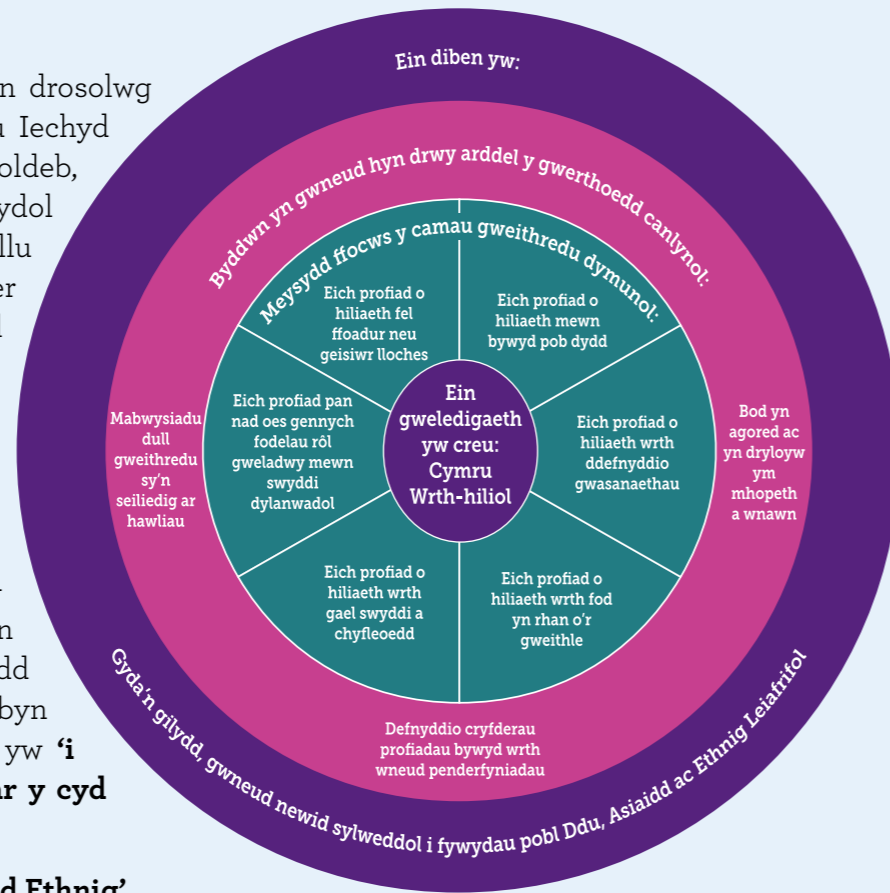 n drosolwg
Iechyd
oldeb,
ydol
llu
er
n
dd
byn
yw ‘i
ar y cyd
d Ethnig’
Ein diben yw:
Gyda’n gilydd, gwneud newid sylweddol i fywydau pobl Ddu, Asiaidd ac Ethnig Leiafrifol
Byddwn yn gwneud hyn drwy arddel y gwerthoedd canlynol:
Mabwysiadu
dull
gweithredu
sy’n
seiliedig ar
hawliau
Bod yn
agored ac
yn dryloyw
ym
mhopeth
a wnawn
Defnyddio cryfderau
profiadau bywyd wrth
wneud penderfyniadau
Meysydd ffocws y camau gweithredu dymunol:
Eich profiad o
hiliaeth fel
ffoadur neu
geisiwr lloches
Eich profiad o
hiliaeth mewn
bywyd pob dydd
Eich profiad pan
nad oes gennych
fodelau rôl
gweladwy mewn
swyddi
dylanwadol
Eich profiad o
hiliaeth wrth
ddefnyddio
gwasanaethau
Eich profiad o
hiliaeth wrth
gael swyddi a
chyfleoedd
Eich profiad o
hiliaeth wrth fod
yn rhan o’r
gweithle
Ein
gweledigaeth
yw creu:
Cymru
Wrth-hiliol